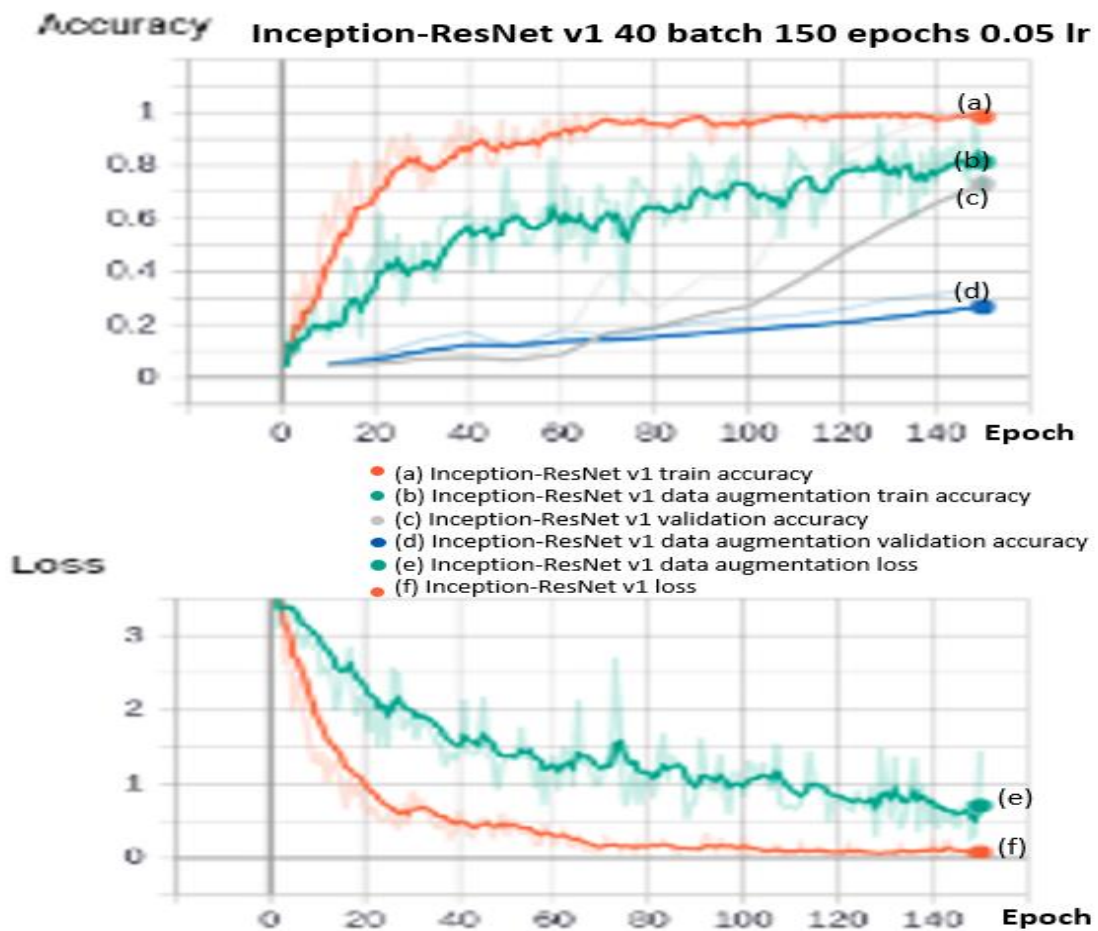 Accuracy
Inception-ResNet v1 40 batch 150 epochs 0.05 lr
1
0.8
0.6
0.4
0.2
0
(a)
(b)
(c)
(d)
0 20 40 60 80 100 120 140 Epoch
(a) Inception-ResNet v1 train accuracy
(b) Inception-ResNet v1 data augmentation train accuracy
(c) Inception-ResNet v1 validation accuracy
(d) Inception-ResNet v1 data augmentation validation accuracy
(e) Inception-ResNet v1 data augmentation loss
(f) Inception-ResNet v1 loss
Loss
3
2
1
0
(e)
(f)
0 20 40 60 80 100 120 140 Epoch